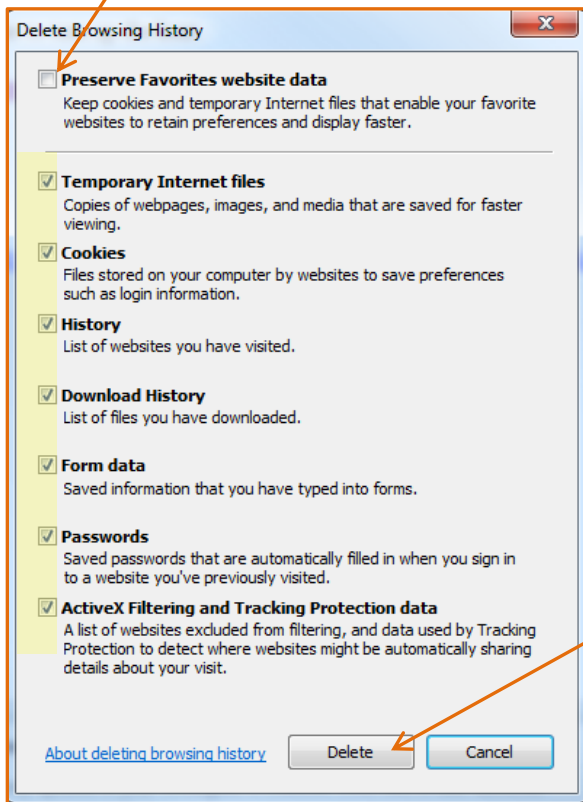 Delete Browsing History
Preserve Favorites website data
Keep cookies and temporary Internet files that enable your favorite
websites to retain preferences and display faster.
Temporary Internet files
Copies of webpages, images, and media that are saved for faster
viewing.
Cookies
Files stored on your computer by websites to save preferences
such as login information.
History
List of websites you have visited.
Download History
List of files you have downloaded.
Form data
Saved information that you have typed into forms.
Passwords
Saved passwords that are automatically filled in when you sign in
to a website you've previously visited.
ActiveX Filtering and Tracking Protection data
A list of websites excluded from filtering, and data used by Tracking
Protection to detect where websites might be automatically sharing
details about your visit.
About deleting browsing history Delete Cancel